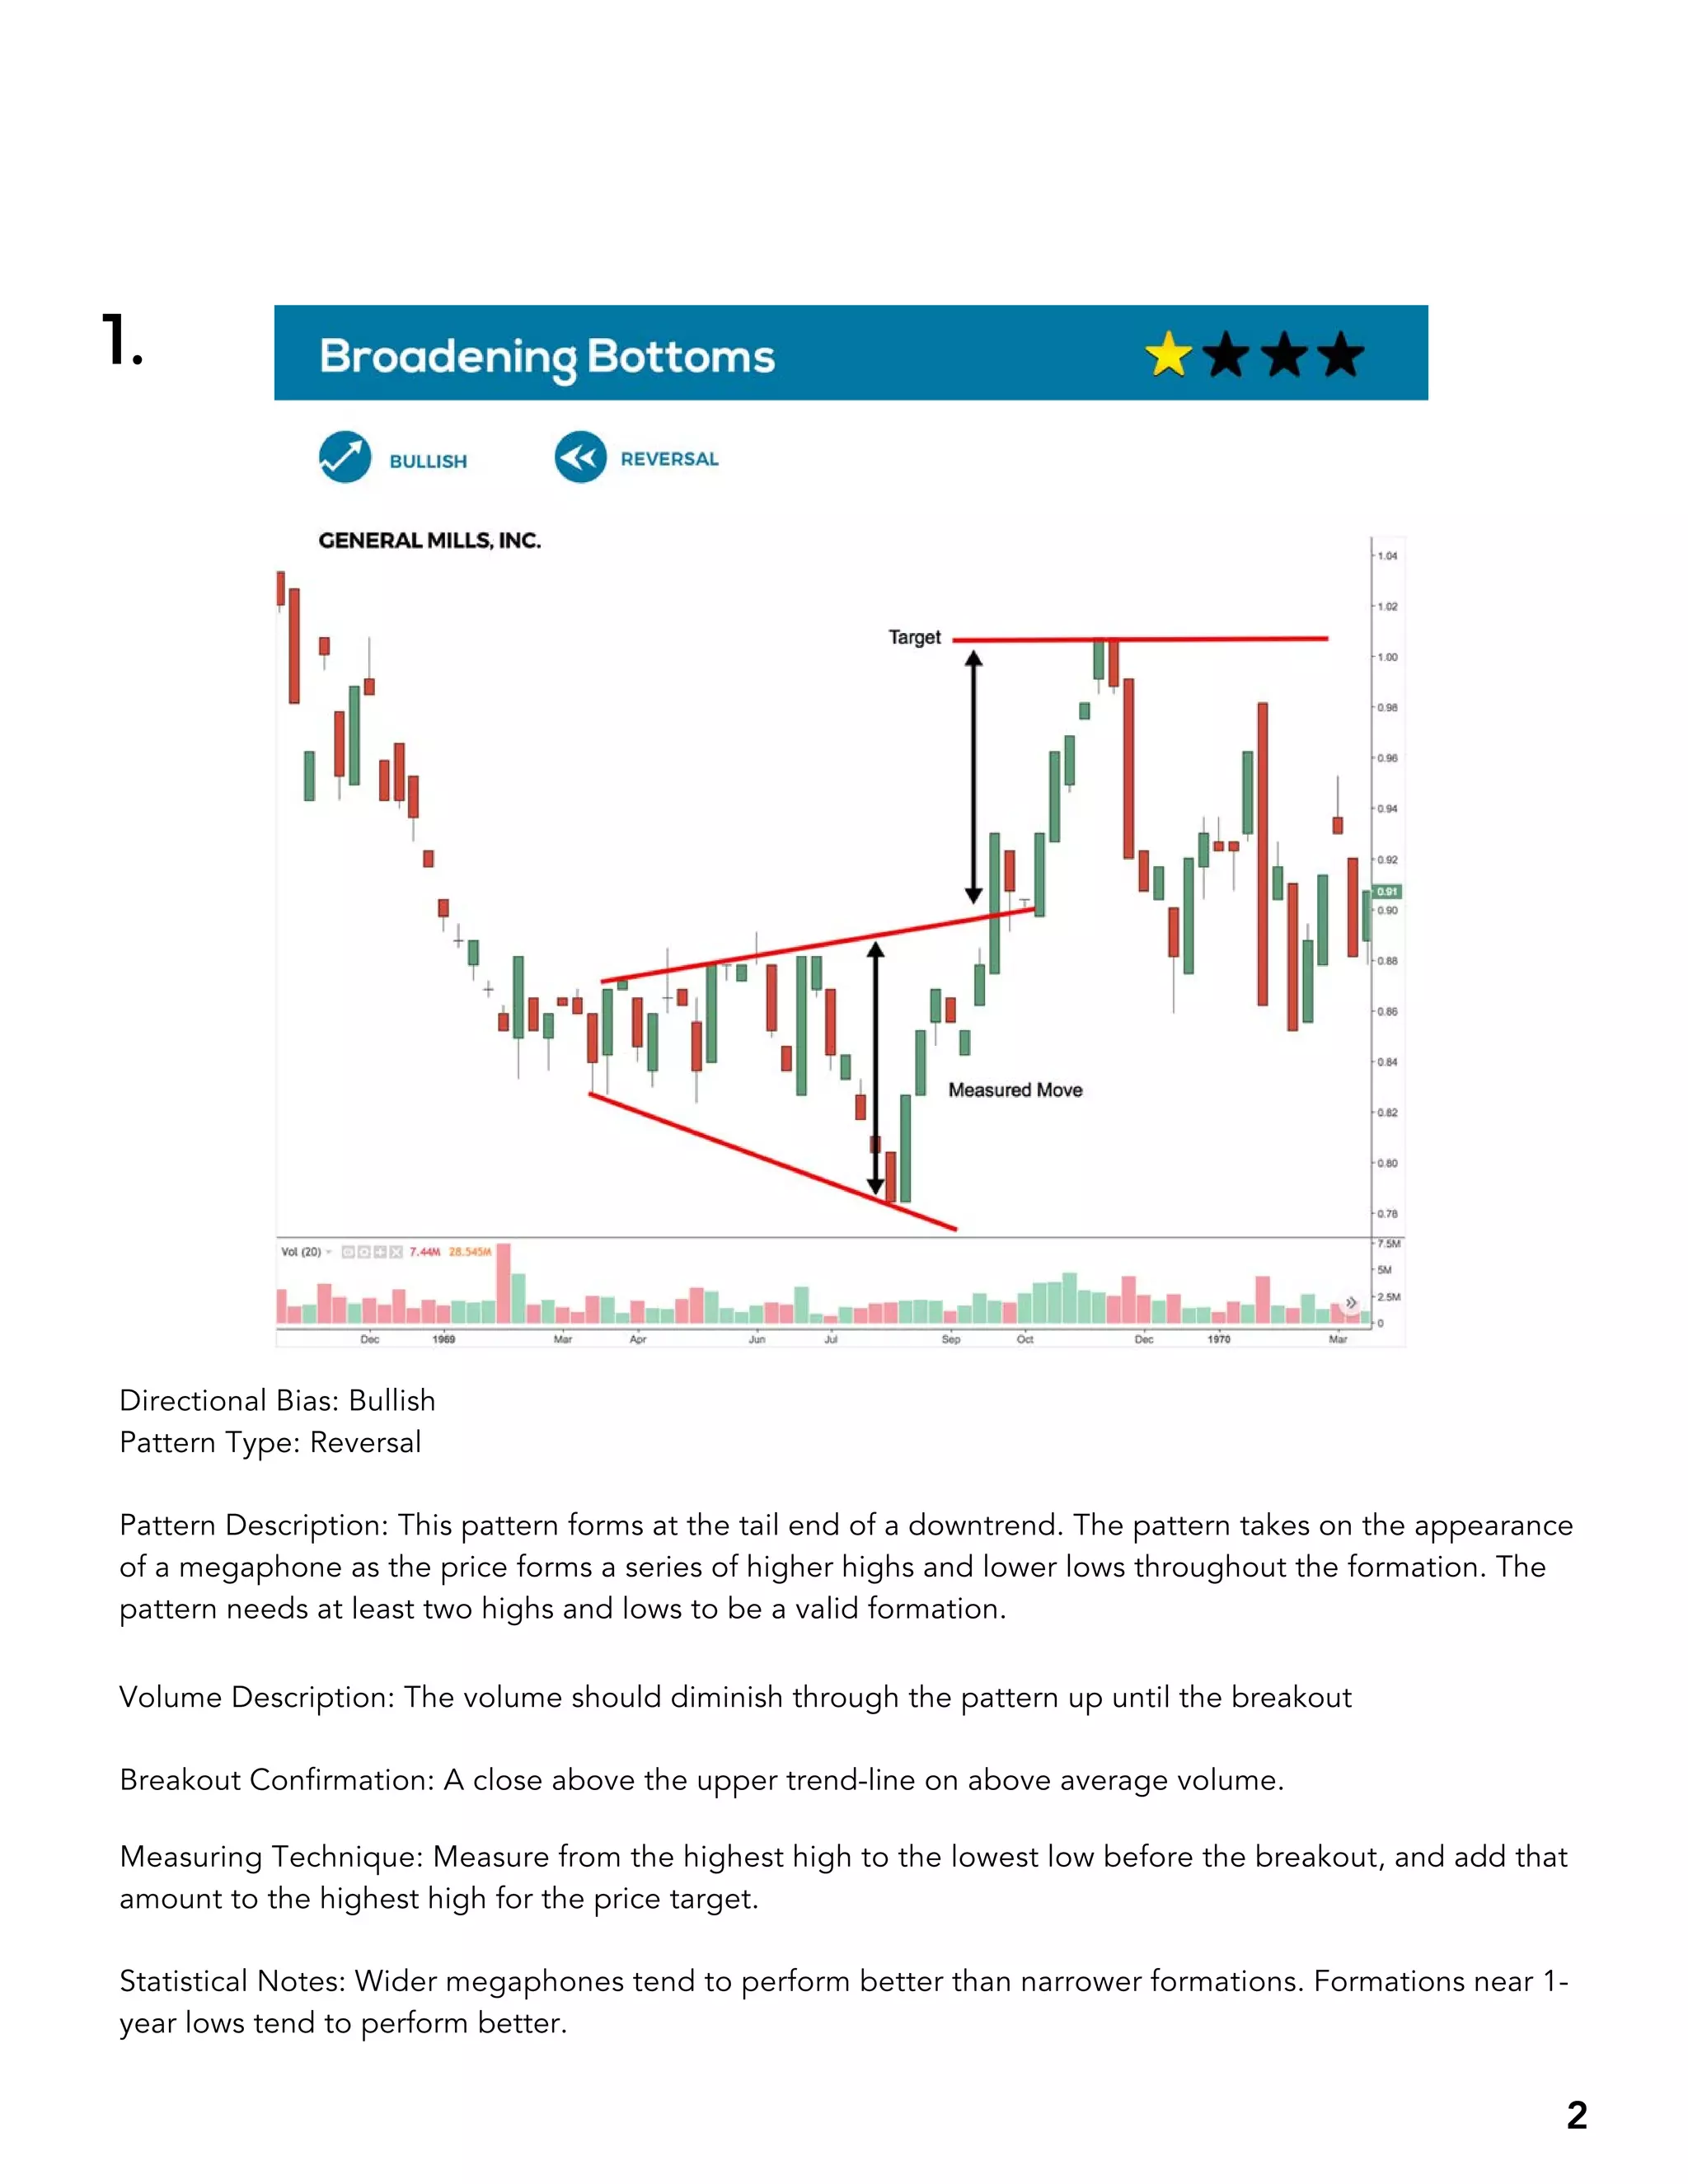 1.
Broadening Bottoms
BULLISH
REVERSAL
GENERAL MILLS, INC.
1.04
1.02
Target
1.00
0.98
0.96
0.94
0.92
0.91
0.90
0.88
0.86
0.84
Measured Move
0.82
0.80
0.78
Vol (20) 7.44M 28.545M
7.5M
5M
2.5M
0
Dec 1969 Mar Apr Jun Jul Sep Oct Dec 1970 Mar
Directional Bias: Bullish
Pattern Type: Reversal
Pattern Description: This pattern forms at the tail end of a downtrend. The pattern takes on the appearance
of a megaphone as the price forms a series of higher highs and lower lows throughout the formation. The
pattern needs at least two highs and lows to be a valid formation.
Volume Description: The volume should diminish through the pattern up until the breakout
Breakout Confirmation: A close above the upper trend-line on above average volume.
Measuring Technique: Measure from the highest high to the lowest low before the breakout, and add that
amount to the highest high for the price target.
Statistical Notes: Wider megaphones tend to perform better than narrower formations. Formations near 1-
year lows tend to perform better.
2